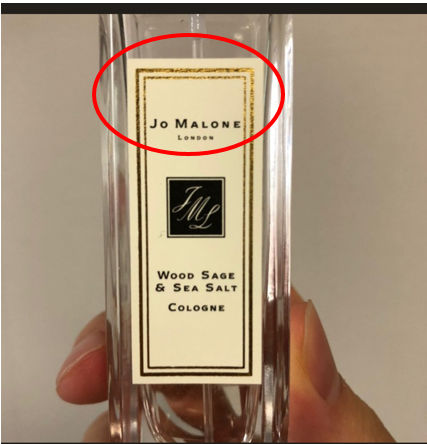 JO MALONE
LONDON
JML
WOOD SAGE
& SEA SALT
COLOGNE